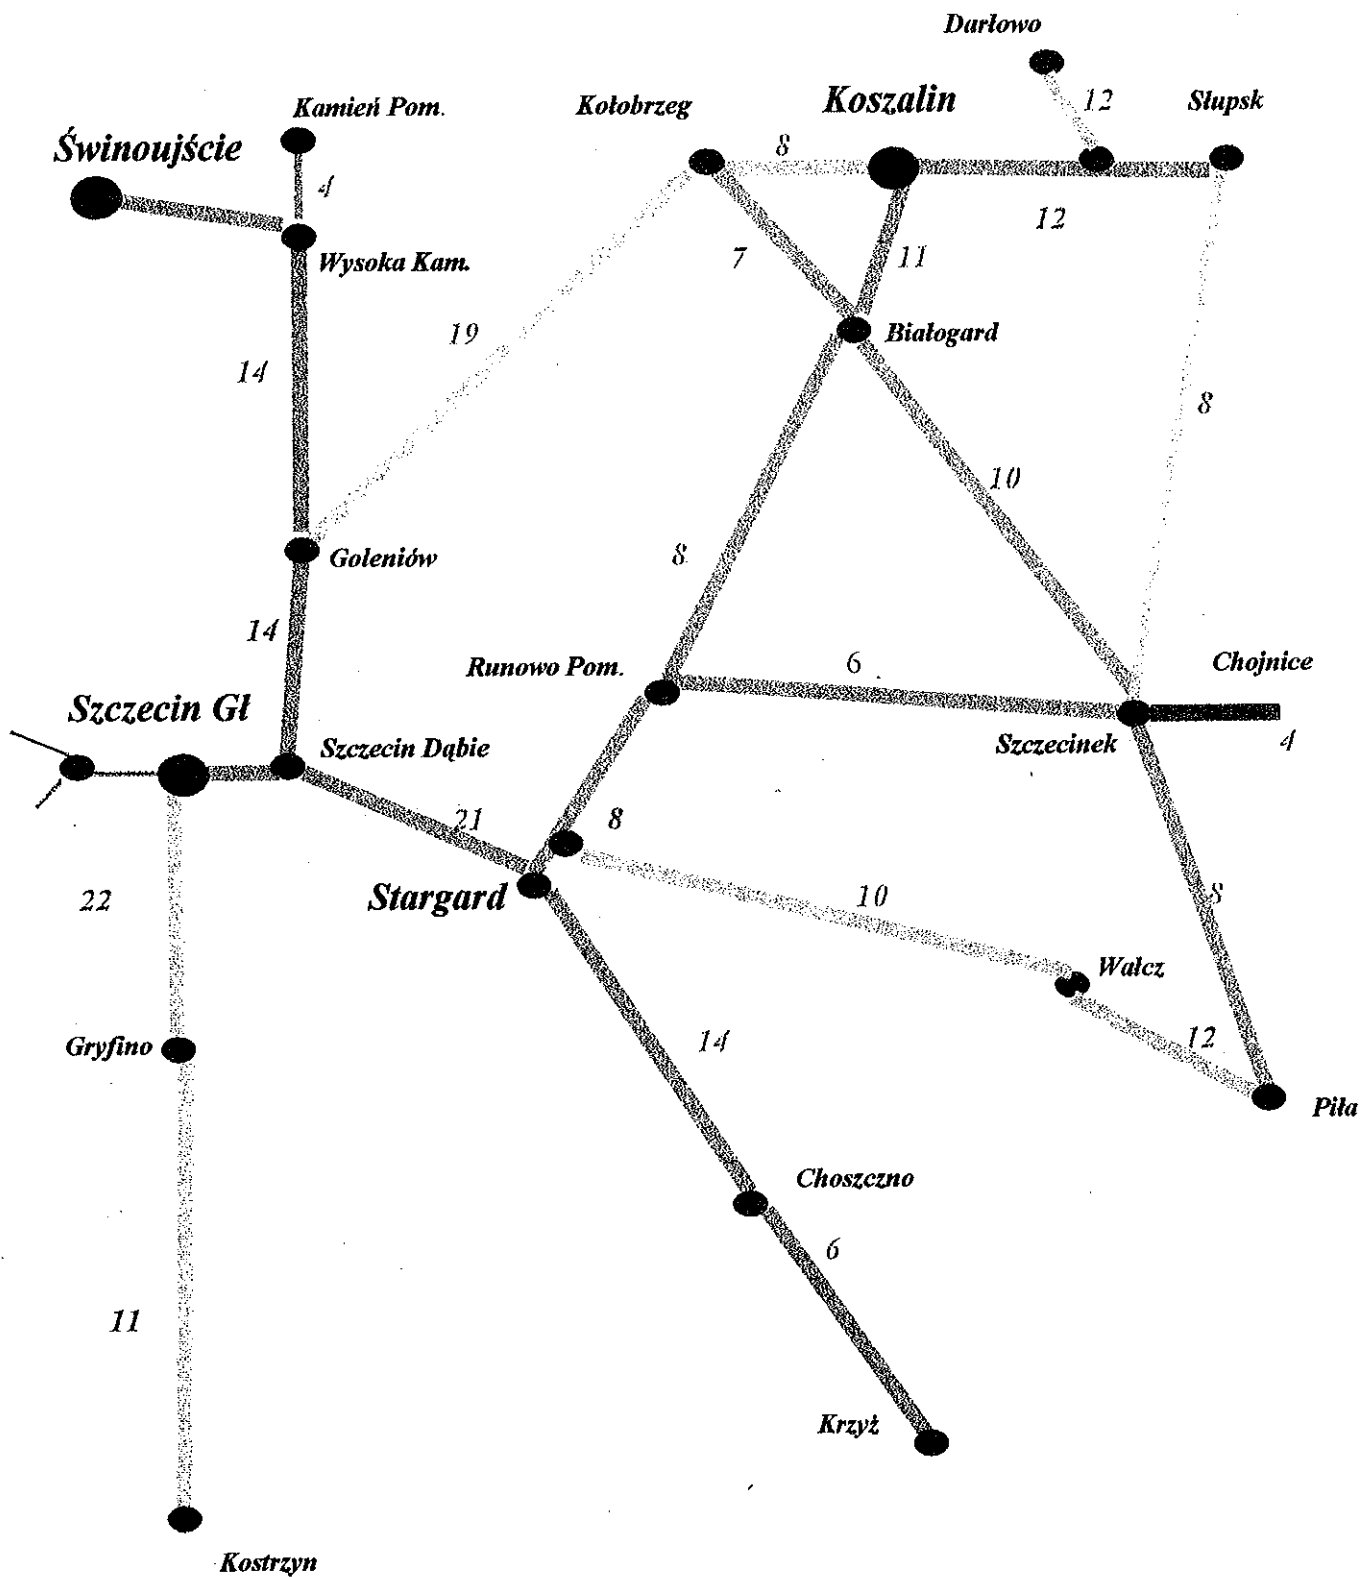 Darłowo
Kamień Pom.
Kołobrzeg
Koszalin
12
Słupsk
Świnoujście
8
4
12
Wysoka Kam.
7
11
19
Białogard
14
8
10
Goleniów
8
14
Runowo Pom.
6
Chojnice
Szczecin Gł
Szczecin Dąbie
Szczecinek
4
21
8
22
Stargard
10
8
Wałcz
Gryfino
14
12
Piła
Choszczno
6
11
Krzyż
Kostrzyn